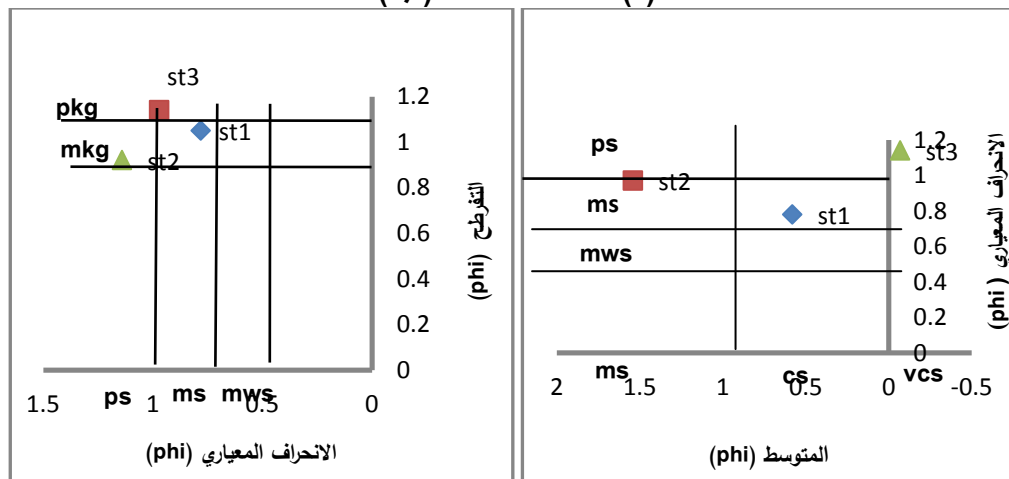 st3
pkg
st1
mkg
st2
1.2
1
0.8
0.6
0.4
0.2
0
التفرطح (phi)
1.5
1
0.5
0
ps
ms
mws
الانحراف المعياري (phi)
ps
st3
st2
ms
st1
mws
1.2
1
0.8
0.6
0.4
0.2
0
الانحراف المعياري (phi)
2
1.5
1
0.5
0
-0.5
ms
cs
vcs
المتوسط (phi)